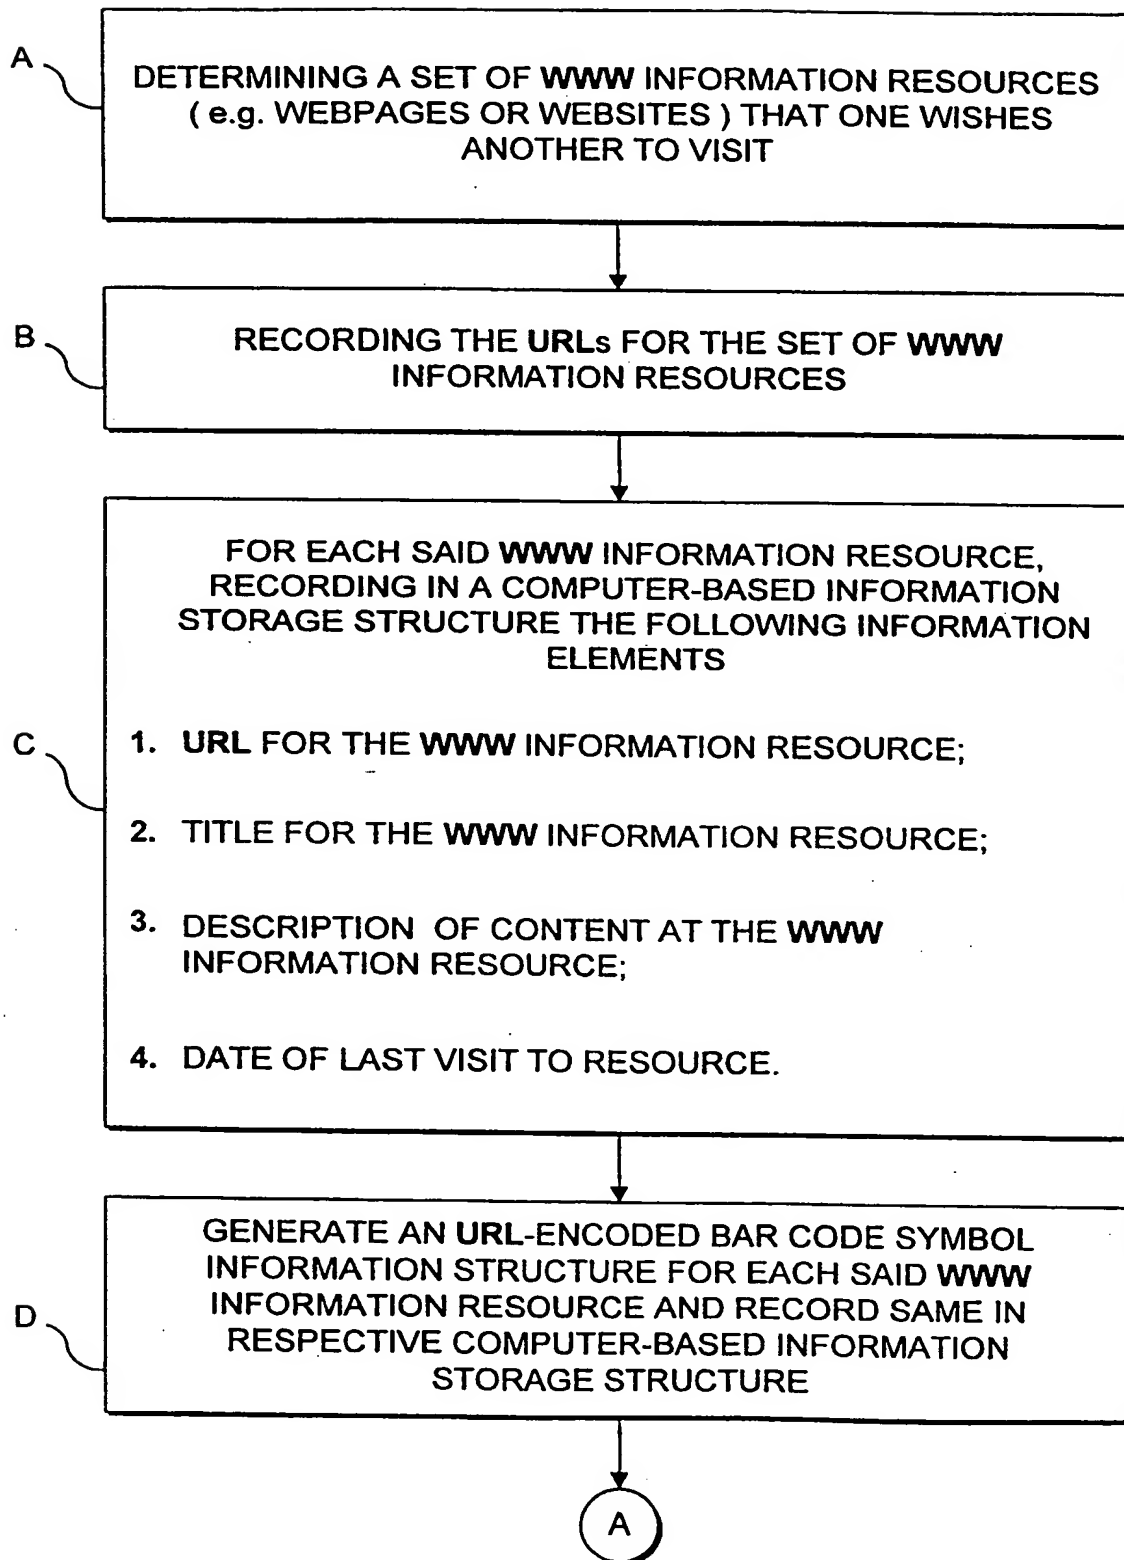 A
DETERMINING A SET OF WWW INFORMATION RESOURCES
( e.g. WEBPAGES OR WEBSITES ) THAT ONE WISHES
ANOTHER TO VISIT
B
RECORDING THE URLs FOR THE SET OF WWW
INFORMATION RESOURCES
FOR EACH SAID WWW INFORMATION RESOURCE,
RECORDING IN A COMPUTER-BASED INFORMATION
STORAGE STRUCTURE THE FOLLOWING INFORMATION
ELEMENTS
C
1. URL FOR THE WWW INFORMATION RESOURCE;
2. TITLE FOR THE WWW INFORMATION RESOURCE;
3. DESCRIPTION OF CONTENT AT THE WWW
INFORMATION RESOURCE;
4. DATE OF LAST VISIT TO RESOURCE.
GENERATE AN URL-ENCODED BAR CODE SYMBOL
INFORMATION STRUCTURE FOR EACH SAID WWW
INFORMATION RESOURCE AND RECORD SAME IN
D
RESPECTIVE COMPUTER-BASED INFORMATION
STORAGE STRUCTURE
A